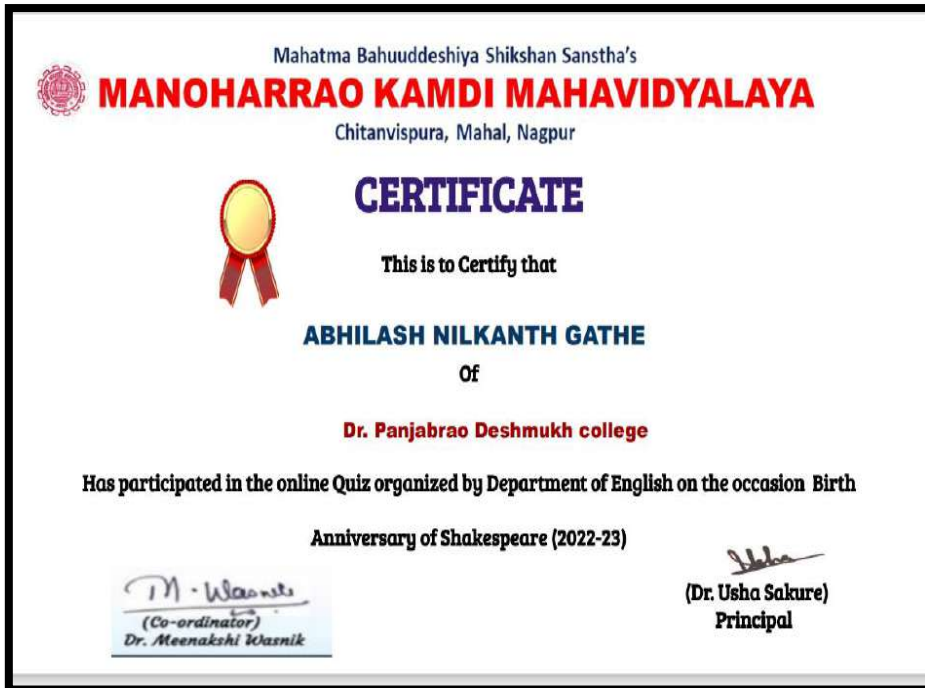 Mahatma Bahuuddeshiya Shikshan Sanstha's
MANOHARRAO KAMDI MAHAVIDYALAYA
Chitanvispura, Mahal, Nagpur
CERTIFICATE
This is to Certify that
ABHILASH NILKANTH GATHE
Of
Dr. Panjabrao Deshmukh college
Has participated in the online Quiz organized by Department of English on the occasion Birth
Anniversary of Shakespeare (2022-23)
M. Wasnik
(Co-ordinator)
Dr. Meenakshi Wasnik
(Dr. Usha Sakure)
Principal